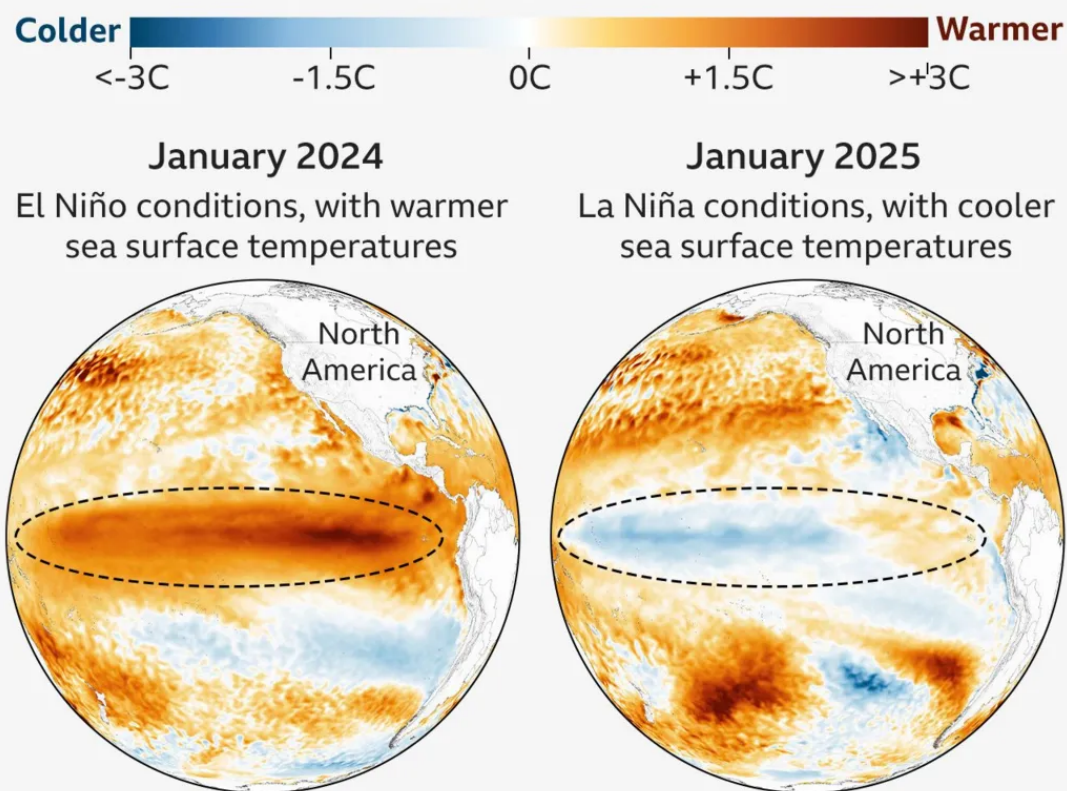 Colder Warmer
<-3C -1.5C 0C +1.5C >+3C
January 2024
El Niño conditions, with warmer
sea surface temperatures
North
America
January 2025
La Niña conditions, with cooler
sea surface temperatures
North
America